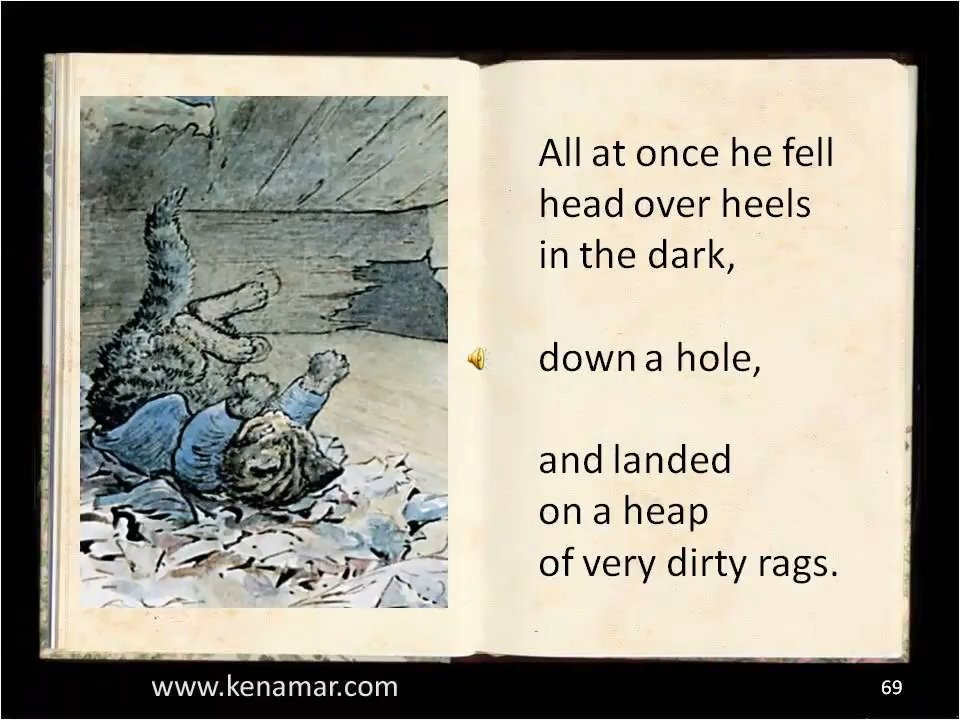 All at once he fell
head over heels
in the dark,
down a hole,
and landed
on a heap
of very dirty rags.
www.kenamar.com
69